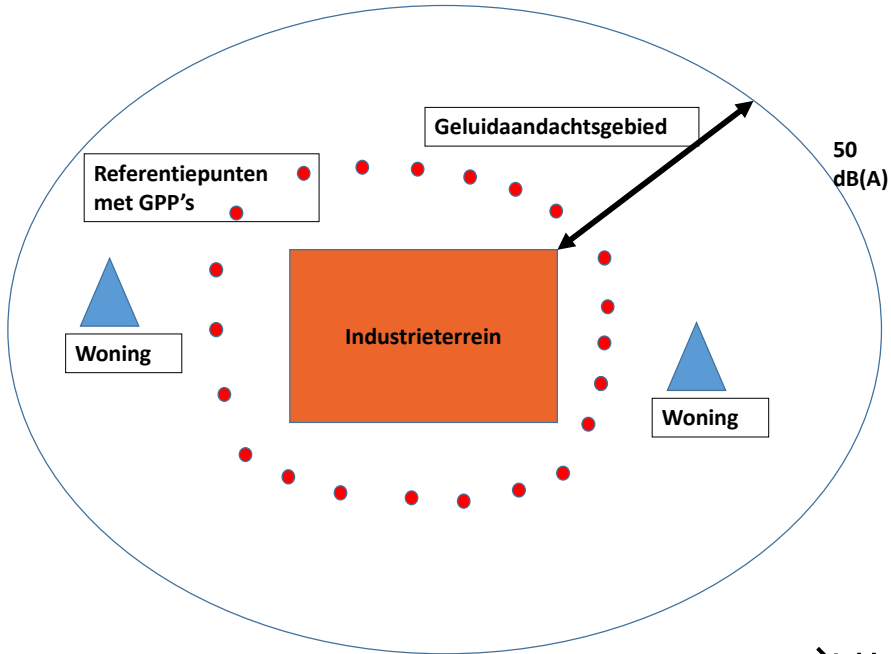 Geluidaandachtsgebied
50
dB(A)
Referentiepunten
met GPP's
Industrieterrein
Woning
Woning